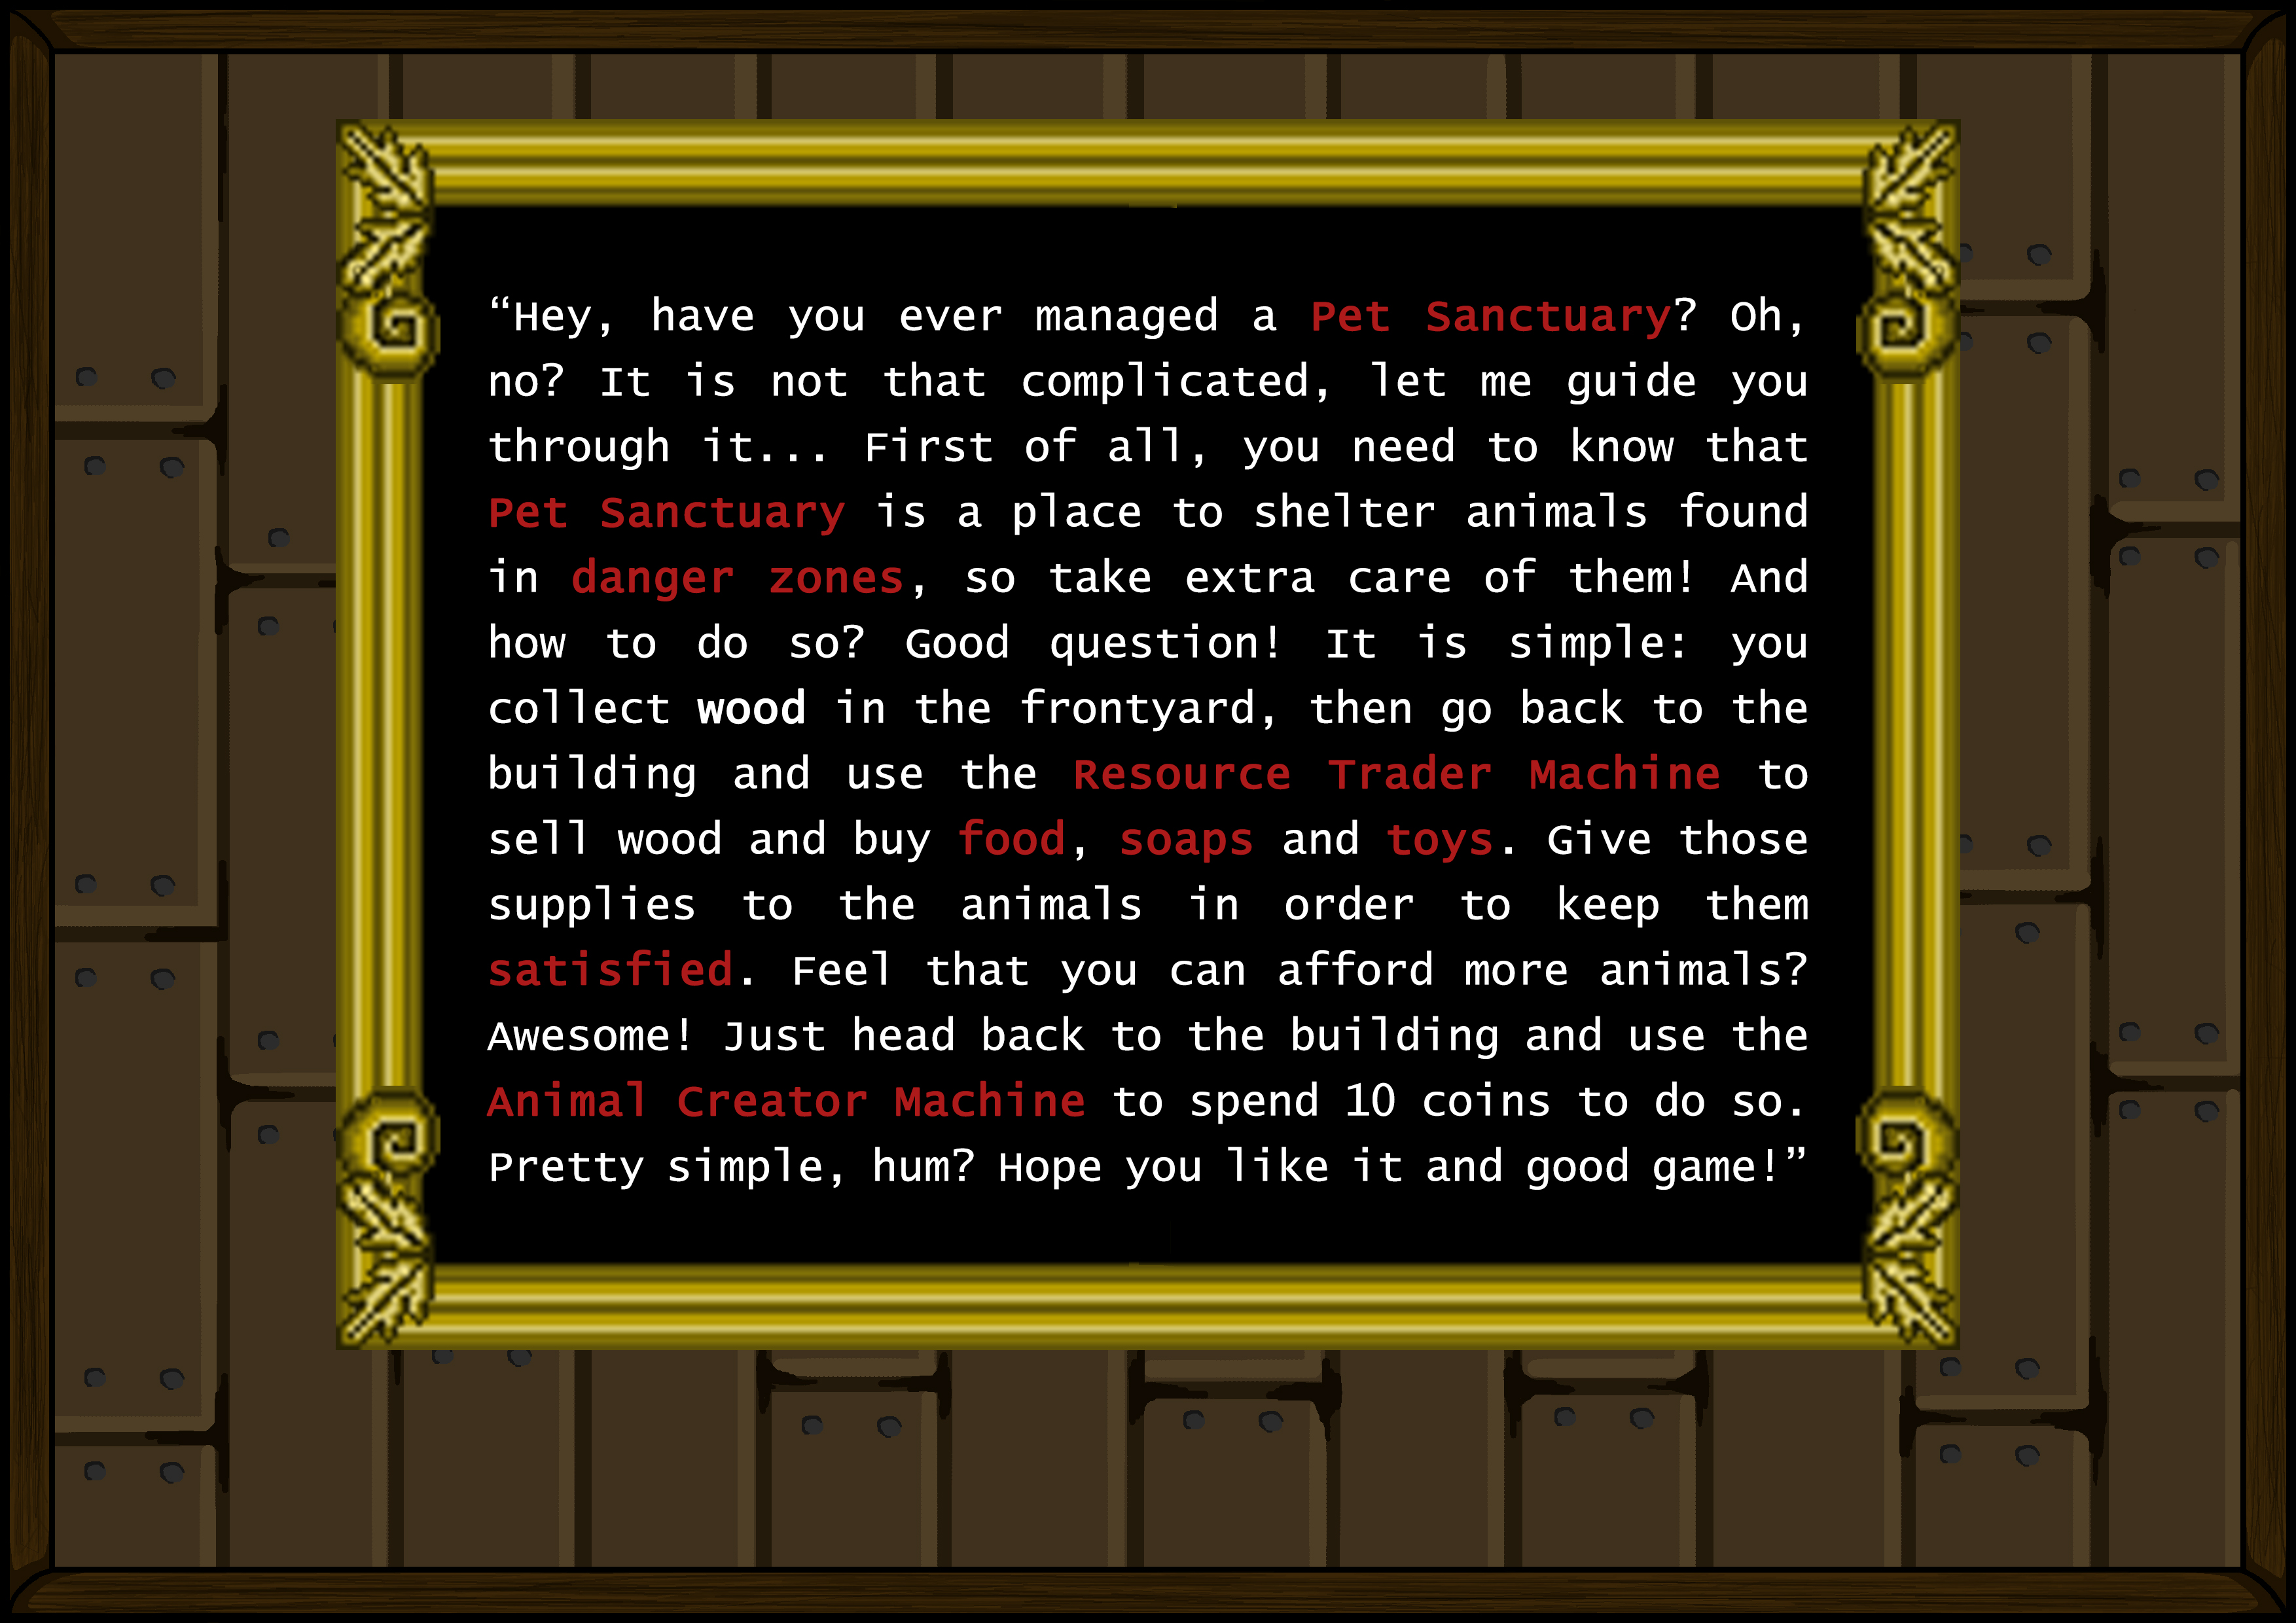 “Hey, have you ever managed a Pet Sanctuary? Oh,
no? It is not that complicated, let me guide you
through it... First of all, you need to know that
Pet Sanctuary is a place to shelter animals found
in danger zones, so take extra care of them! And
how to do so? Good question! It is simple: you
collect wood in the frontyard, then go back to the
building and use the Resource Trader Machine to
sell wood and buy food, soaps and toys. Give those
supplies to the animals in order to keep them
satisfied. Feel that you can afford more animals?
Awesome! Just head back to the building and use the
Animal Creator Machine to spend 10 coins to do so.
Pretty simple, hum? Hope you like it and good game!”